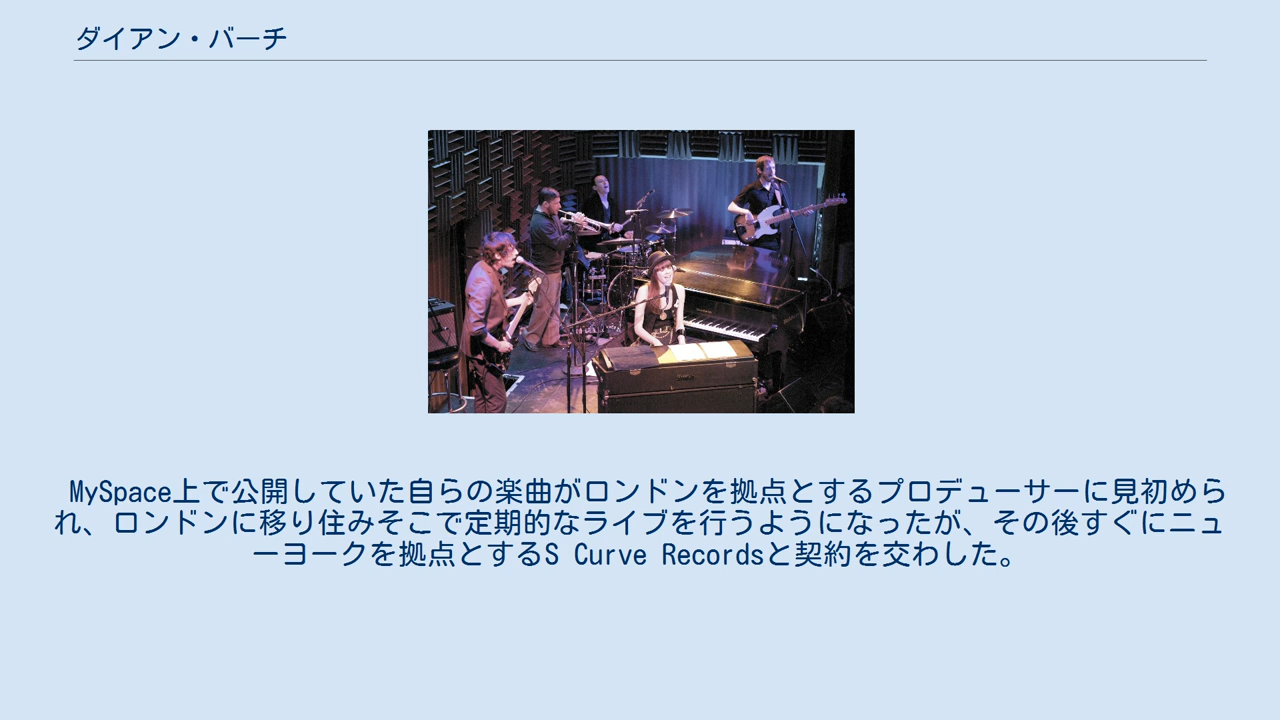 ダイアン・バーチ
MySpace上で公開していた自らの楽曲がロンドンを拠点とするプロデューサーに見初めら
れ、ロンドンに移り住みそこで定期的なライブを行うようになったが、その後すぐにニュ
ーヨークを拠点とするS Curve Recordsと契約を交わした。